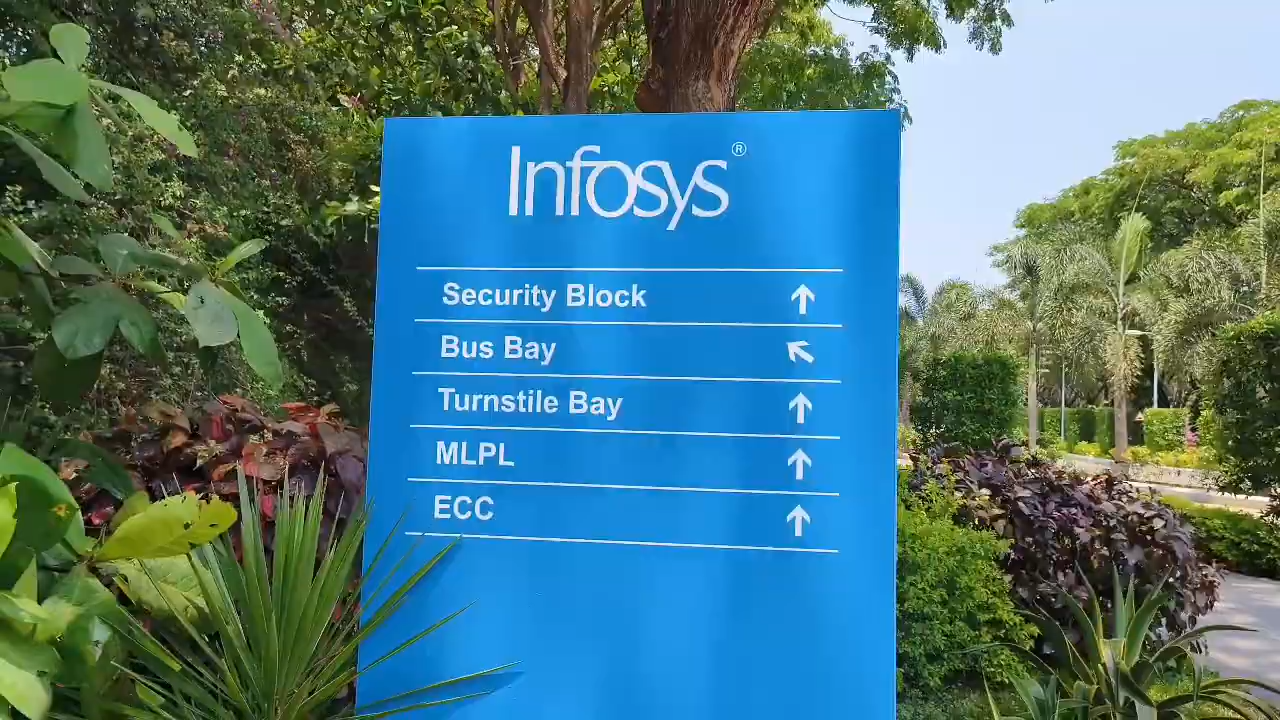 Infosys®
Security Block ↑
Bus Bay ↖
Turnstile Bay ↑
MLPL ↑
ECC ↑